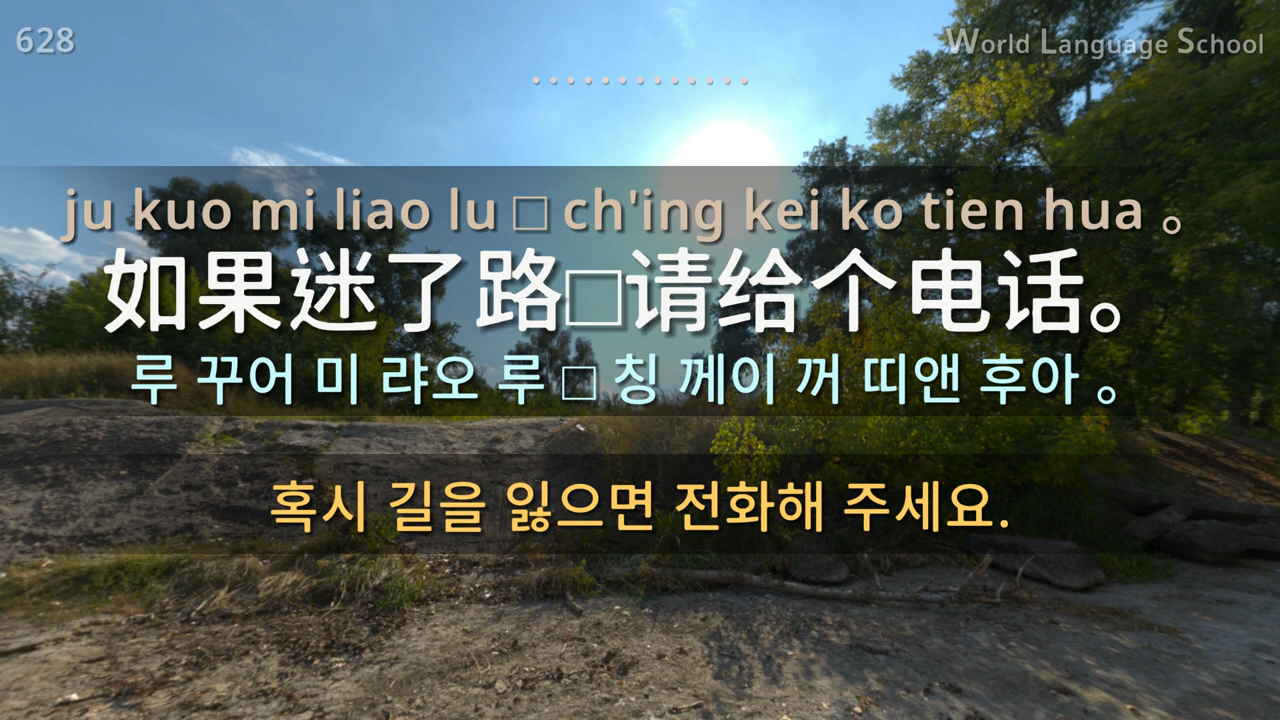 628
World Language School
• • • • • • • • • • • • •
ju kuo mi liao lu □ ch'ing kei ko tien hua 。
如果迷了路□请给个电话。
루 꾸어 미 랴오 루 □ 칭 께이 꺼 띠앤 후아 。
혹시 길을 잃으면 전화해 주세요.